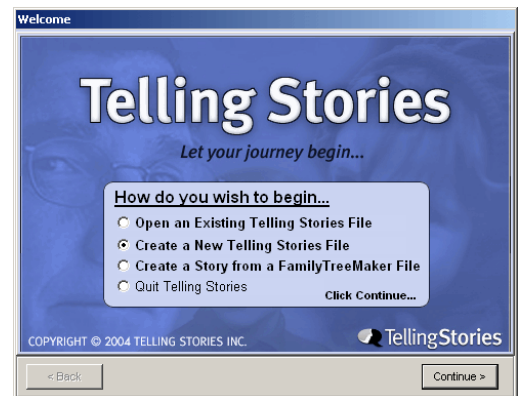 Welcome
Telling Stories
Let your journey begin...
How do you wish to begin...
Open an Existing Telling Stories File
Create a New Telling Stories File
Create a Story from a FamilyTreeMaker File
Quit Telling Stories
Click Continue...
COPYRIGHT © 2004 TELLING STORIES INC.
TellingStories
< Back
Continue >